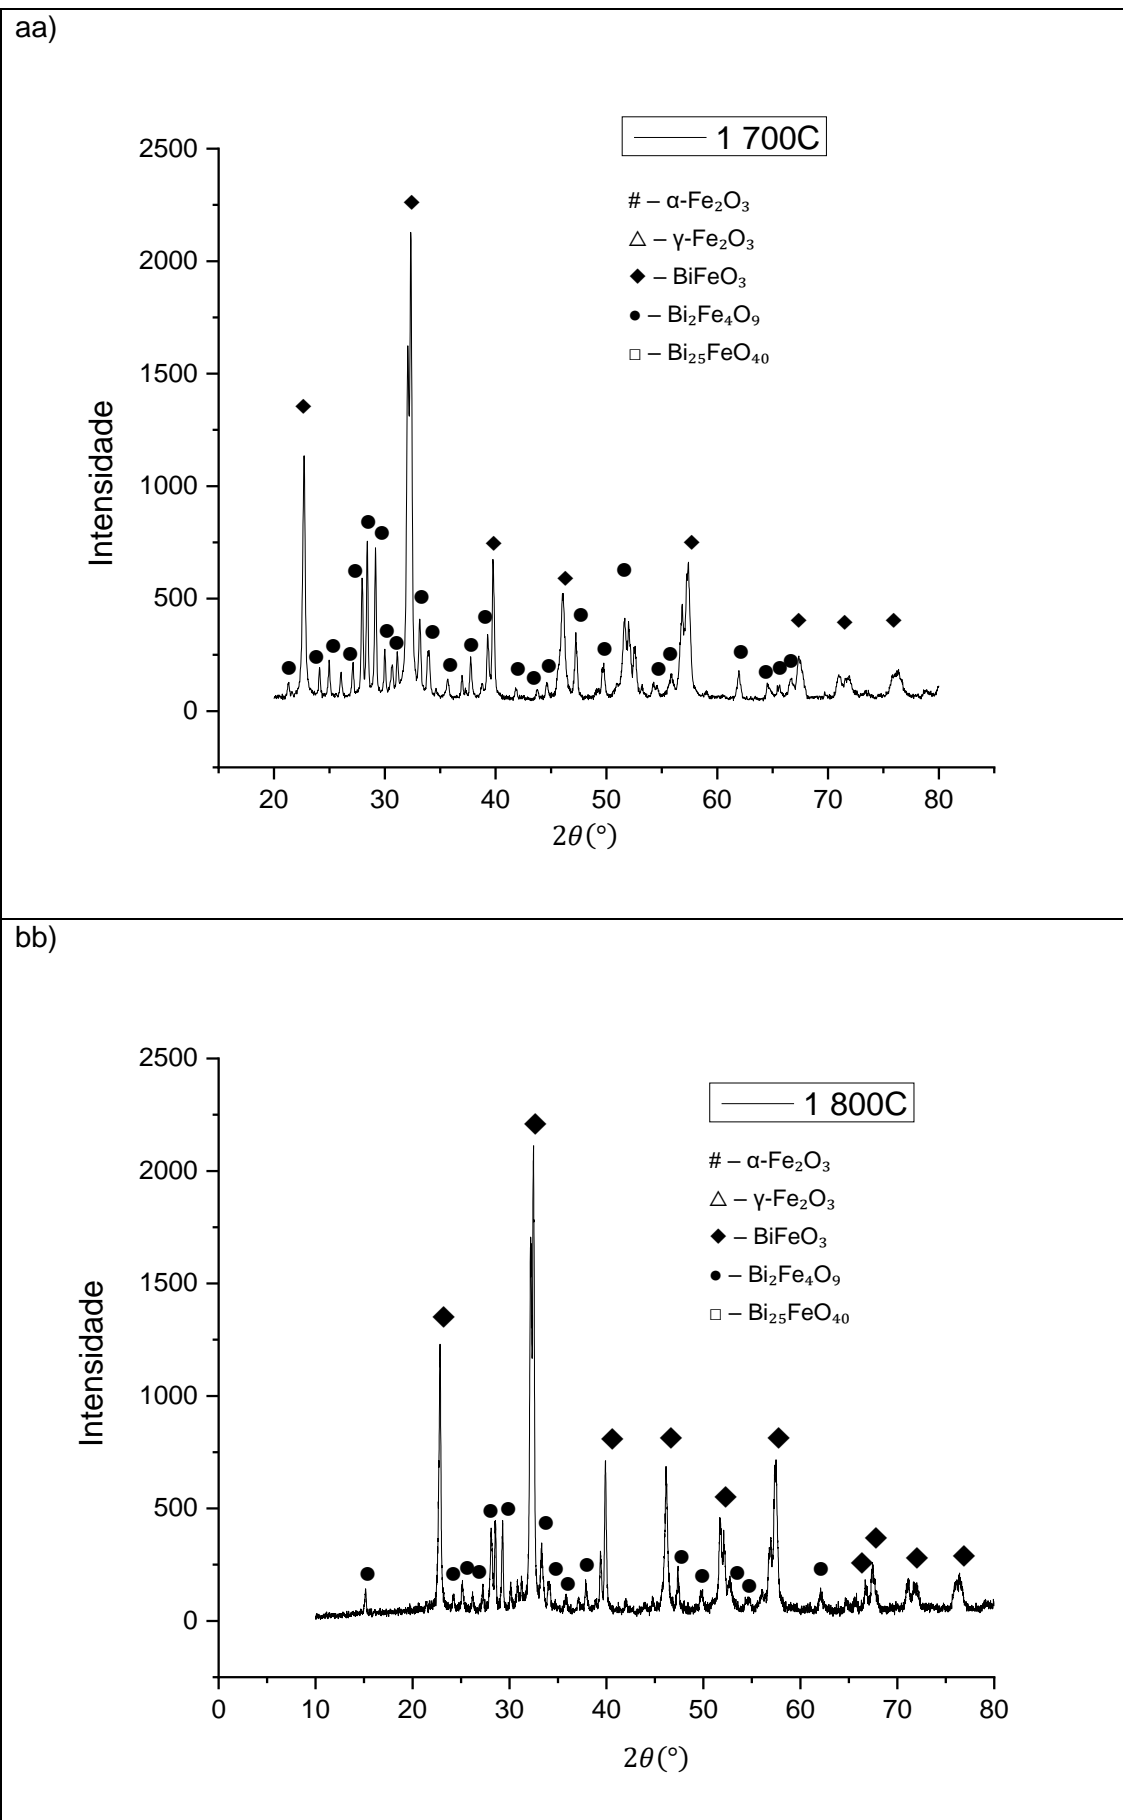 aa)
1 700C
# – α-Fe₂O₃
△ – γ-Fe₂O₃
◆ – BiFeO₃
● – Bi₂Fe₄O₉
□ – Bi₂₅FeO₄₀
2500
2000
1500
1000
500
0
Intensidade
20 30 40 50 60 70 80
2θ(°)
bb)
1 800C
# – α-Fe₂O₃
△ – γ-Fe₂O₃
◆ – BiFeO₃
● – Bi₂Fe₄O₉
□ – Bi₂₅FeO₄₀
2500
2000
1500
1000
500
0
Intensidade
0 10 20 30 40 50 60 70 80
2θ(°)